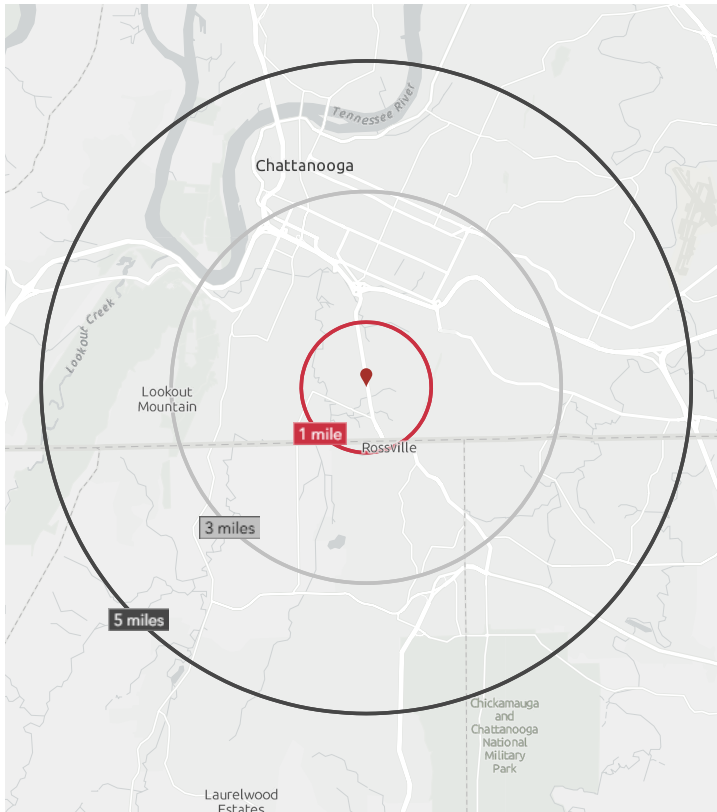 Tennessee River
Chattanooga
Lookout Creek
Lookout
Mountain
1 mile
Rossville
3 miles
5 miles
Chickamauga
and
Chattanooga
National
Military
Park
Laurelwood
Estates